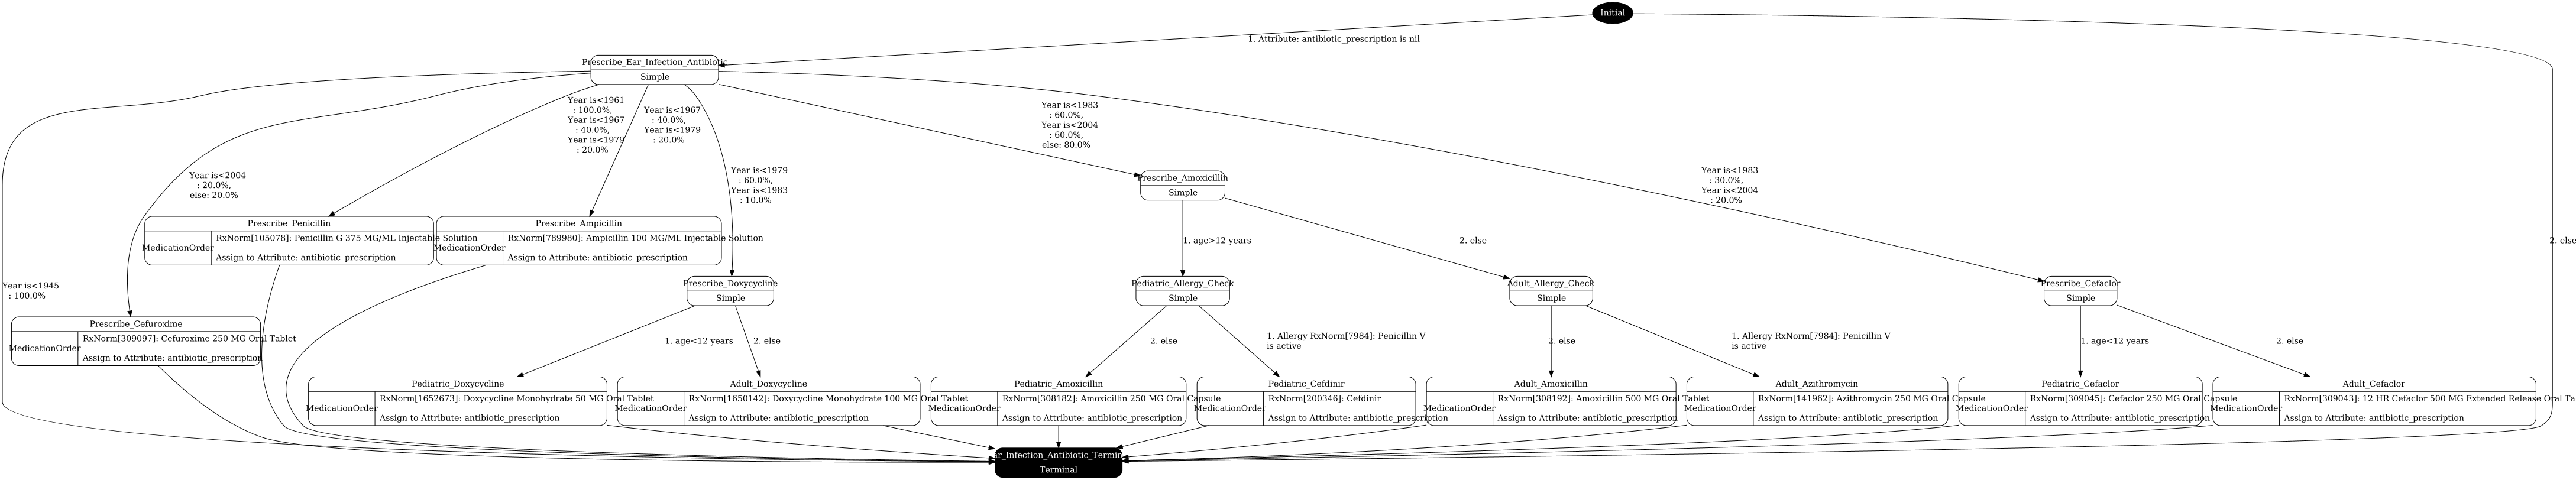 Initial
1. Attribute: antibiotic_prescription is nil
Prescribe_Ear_Infection_Antibiotic
Simple
Year is<1961
: 100.0%,
Year is<1967
: 40.0%,
Year is<1979
: 20.0%
Year is<1967
: 40.0%,
Year is<1979
: 20.0%
Year is<1983
: 60.0%,
Year is<2004
: 60.0%,
else: 80.0%
Year is<2004
: 20.0%,
else: 20.0%
Year is<1979
: 60.0%,
Year is<1983
: 10.0%
Prescribe_Amoxicillin
Simple
Year is<1983
: 30.0%,
Year is<2004
: 20.0%
Prescribe_Penicillin
MedicationOrder
RxNorm[105078]: Penicillin G 375 MG/ML Injectable Solution
Assign to Attribute: antibiotic_prescription
Prescribe_Ampicillin
MedicationOrder
RxNorm[789980]: Ampicillin 100 MG/ML Injectable Solution
Assign to Attribute: antibiotic_prescription
1. age>12 years
2. else
2. else
Year is<1945
: 100.0%
Prescribe_Doxycycline
Simple
Pediatric_Allergy_Check
Simple
Adult_Allergy_Check
Simple
Prescribe_Cefaclor
Simple
Prescribe_Cefuroxime
MedicationOrder
RxNorm[309097]: Cefuroxime 250 MG Oral Tablet
Assign to Attribute: antibiotic_prescription
1. age<12 years
2. else
2. else
1. Allergy RxNorm[7984]: Penicillin V
is active
2. else
1. Allergy RxNorm[7984]: Penicillin V
is active
1. age<12 years
2. else
Pediatric_Doxycycline
MedicationOrder
RxNorm[1652673]: Doxycycline Monohydrate 50 MG Oral Tablet
Assign to Attribute: antibiotic_prescription
Adult_Doxycycline
MedicationOrder
RxNorm[1650142]: Doxycycline Monohydrate 100 MG Oral Tablet
Assign to Attribute: antibiotic_prescription
Pediatric_Amoxicillin
MedicationOrder
RxNorm[308182]: Amoxicillin 250 MG Oral Capsule
Assign to Attribute: antibiotic_prescription
Pediatric_Cefdinir
MedicationOrder
RxNorm[200346]: Cefdinir
Assign to Attribute: antibiotic_prescription
Adult_Amoxicillin
MedicationOrder
RxNorm[308192]: Amoxicillin 500 MG Oral Tablet
Assign to Attribute: antibiotic_prescription
Adult_Azithromycin
MedicationOrder
RxNorm[141962]: Azithromycin 250 MG Oral Capsule
Assign to Attribute: antibiotic_prescription
Pediatric_Cefaclor
MedicationOrder
RxNorm[309045]: Cefaclor 250 MG Oral Capsule
Assign to Attribute: antibiotic_prescription
Adult_Cefaclor
MedicationOrder
RxNorm[309043]: 12 HR Cefaclor 500 MG Extended Release Oral Ta
Assign to Attribute: antibiotic_prescription
ar_Infection_Antibiotic_Termin
Terminal